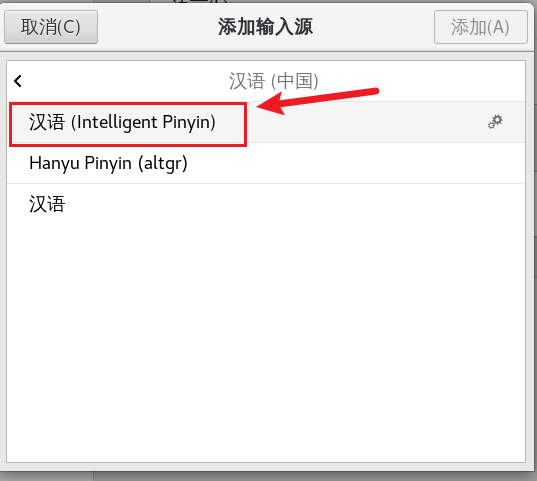 取消(C)
添加输入源
添加(A)
汉语 (中国)
汉语 (Intelligent Pinyin)
Hanyu Pinyin (altgr)
汉语